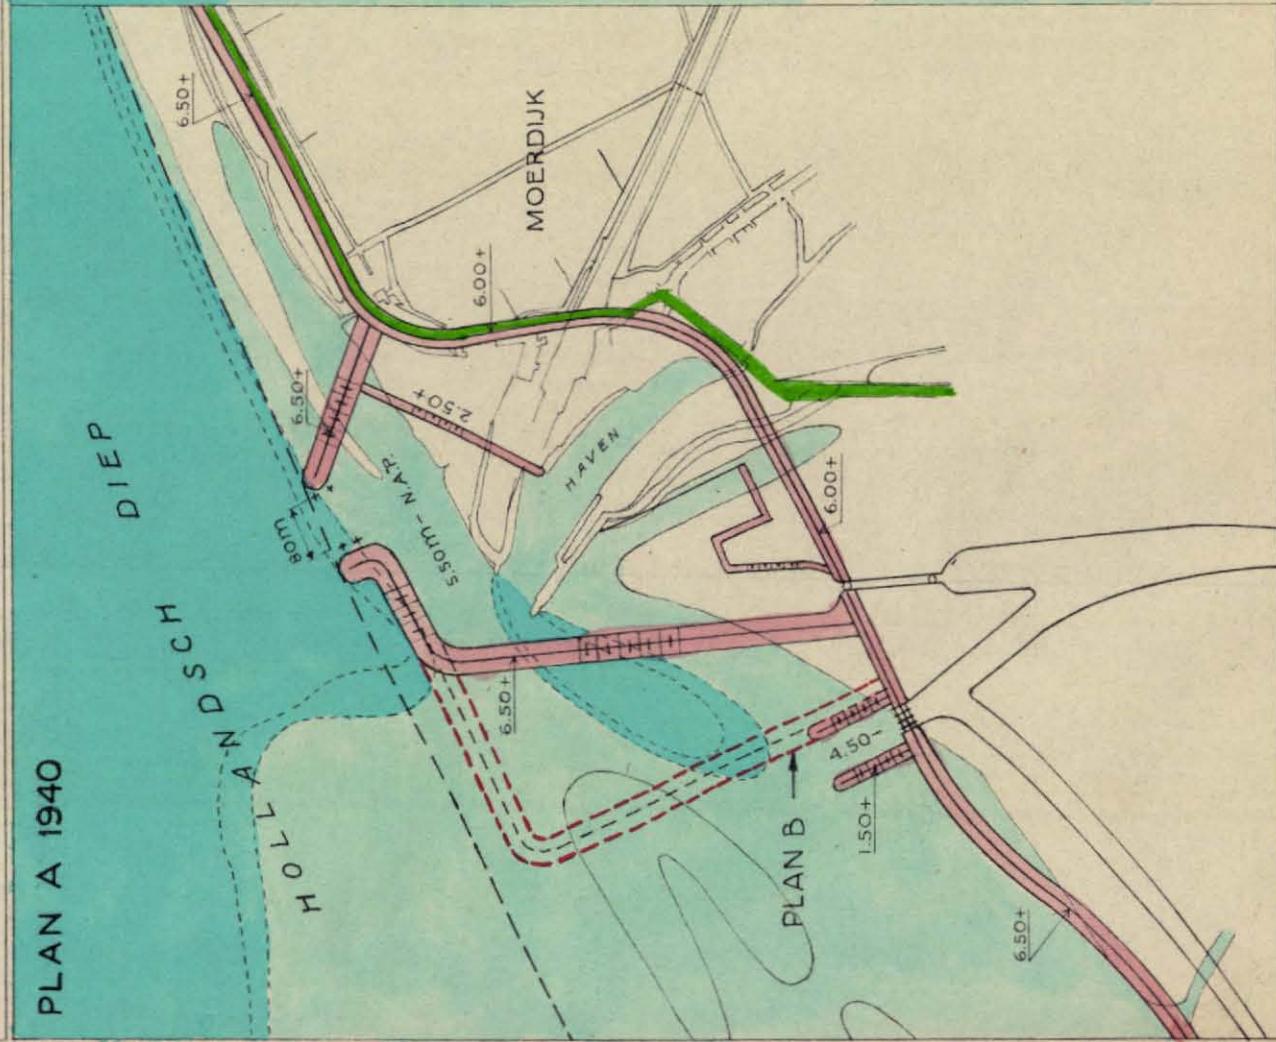 PLAN A 1940
HOLLANDSCH DIEP
MOERDIJK
HAVEN
PLAN B
6.50+
6.00+
6.50+
2.50+
80M
5.50M - N.A.P.
6.50+
6.00+
4.50-
1.50+
6.50+